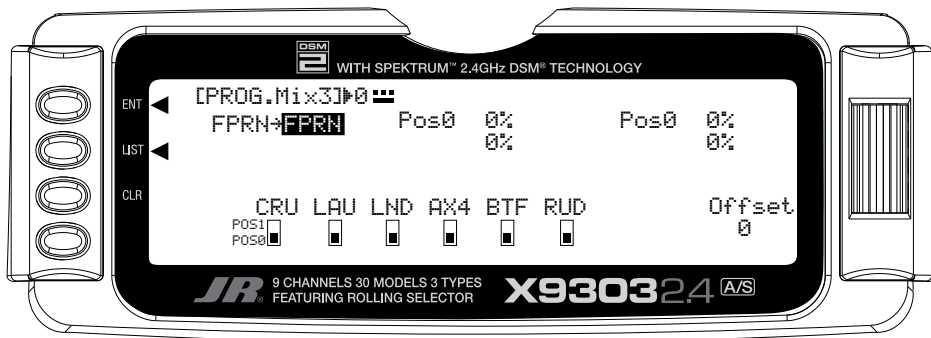 DSM
2
WITH SPEKTRUM™ 2.4GHz DSM® TECHNOLOGY
ENT
LIST
CLR
[PROG.Mix3]▶0
FPRN→FPRN Pos0 0% Pos0 0%
0% 0%
CRU LAU LND AX4 BTF RUD Offset
POS1
POS0 0
JR® 9 CHANNELS 30 MODELS 3 TYPES
FEATURING ROLLING SELECTOR
X9303 2.4 A/S